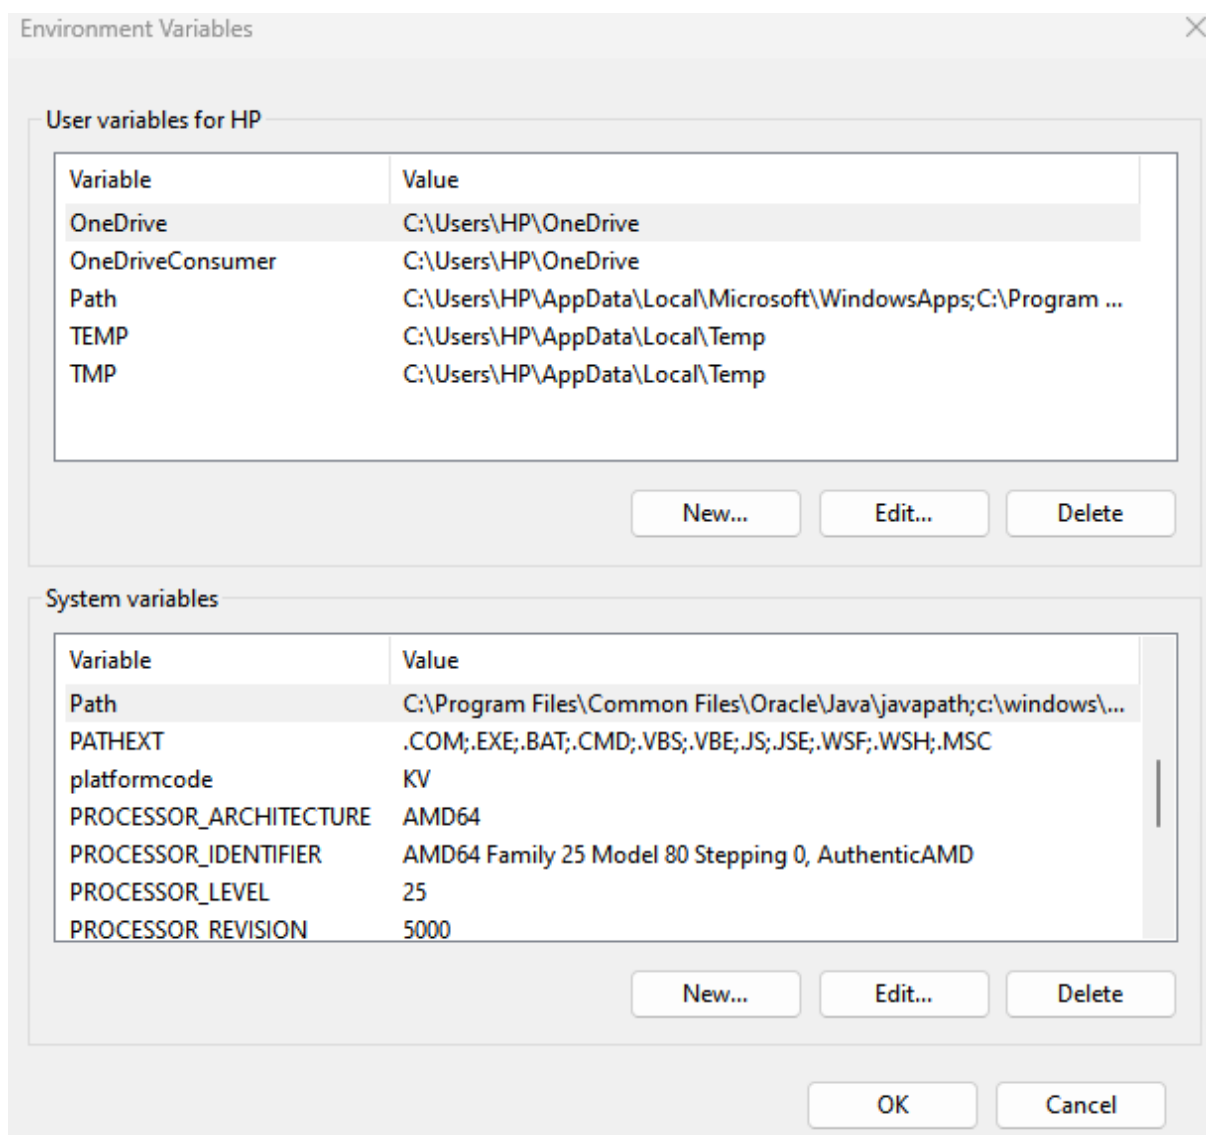 Environment Variables
User variables for HP
Variable Value
OneDrive C:\Users\HP\OneDrive
OneDriveConsumer C:\Users\HP\OneDrive
Path C:\Users\HP\AppData\Local\Microsoft\WindowsApps;C:\Program ...
TEMP C:\Users\HP\AppData\Local\Temp
TMP C:\Users\HP\AppData\Local\Temp
New... Edit... Delete
System variables
Variable Value
Path C:\Program Files\Common Files\Oracle\Java\javapath;c:\windows\...
PATHEXT .COM;.EXE;.BAT;.CMD;.VBS;.VBE;.JS;.JSE;.WSF;.WSH;.MSC
platformcode KV
PROCESSOR_ARCHITECTURE AMD64
PROCESSOR_IDENTIFIER AMD64 Family 25 Model 80 Stepping 0, AuthenticAMD
PROCESSOR_LEVEL 25
PROCESSOR_REVISION 5000
New... Edit... Delete
OK Cancel